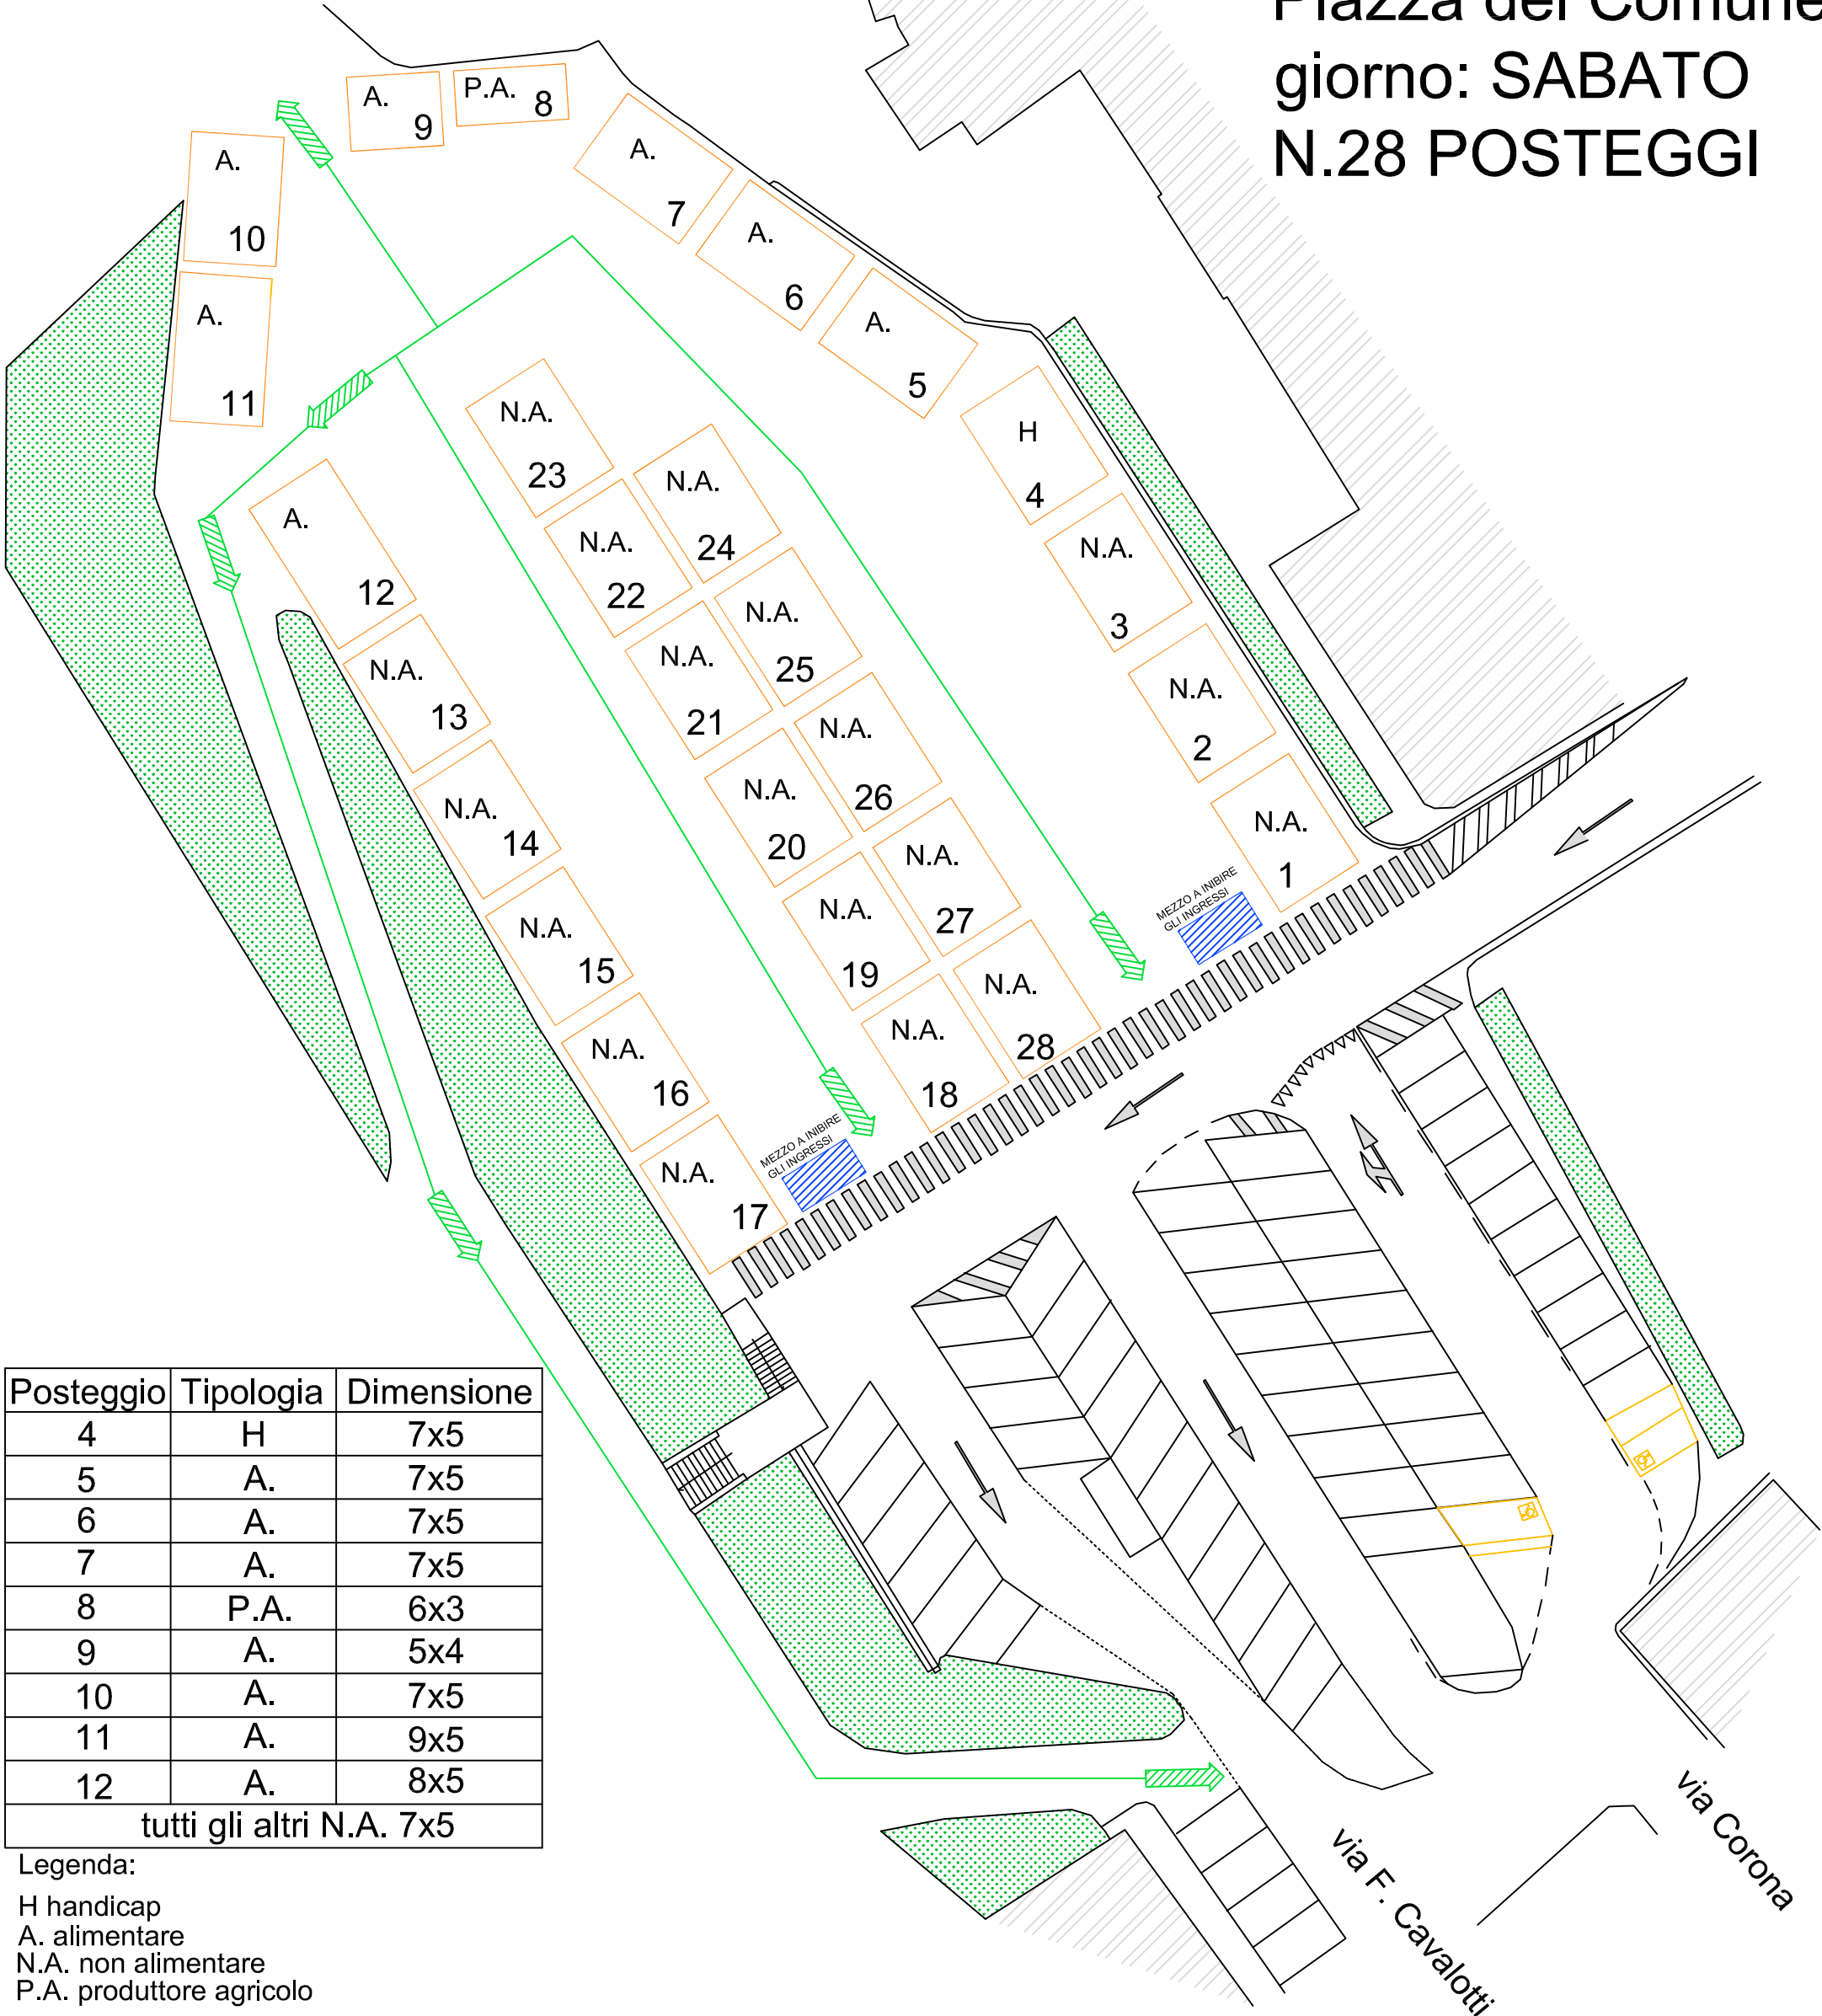 Piazza del Comune
giorno: SABATO
N.28 POSTEGGI
A.
9
P.A.
8
A.
7
A.
10
A.
6
A.
11
A.
5
H
4
N.A.
23
N.A.
24
N.A.
3
A.
12
N.A.
22
N.A.
25
N.A.
2
N.A.
13
N.A.
21
N.A.
26
N.A.
1
N.A.
14
N.A.
20
N.A.
27
MEZZO A INIBIRE
GLI INGRESSI
N.A.
15
N.A.
19
N.A.
28
N.A.
16
N.A.
18
MEZZO A INIBIRE
GLI INGRESSI
N.A.
17
Posteggio Tipologia Dimensione
4 H 7x5
5 A. 7x5
6 A. 7x5
7 A. 7x5
8 P.A. 6x3
9 A. 5x4
10 A. 7x5
11 A. 9x5
12 A. 8x5
tutti gli altri N.A. 7x5
Legenda:
H handicap
A. alimentare
N.A. non alimentare
P.A. produttore agricolo
via F. Cavalotti
via Corona